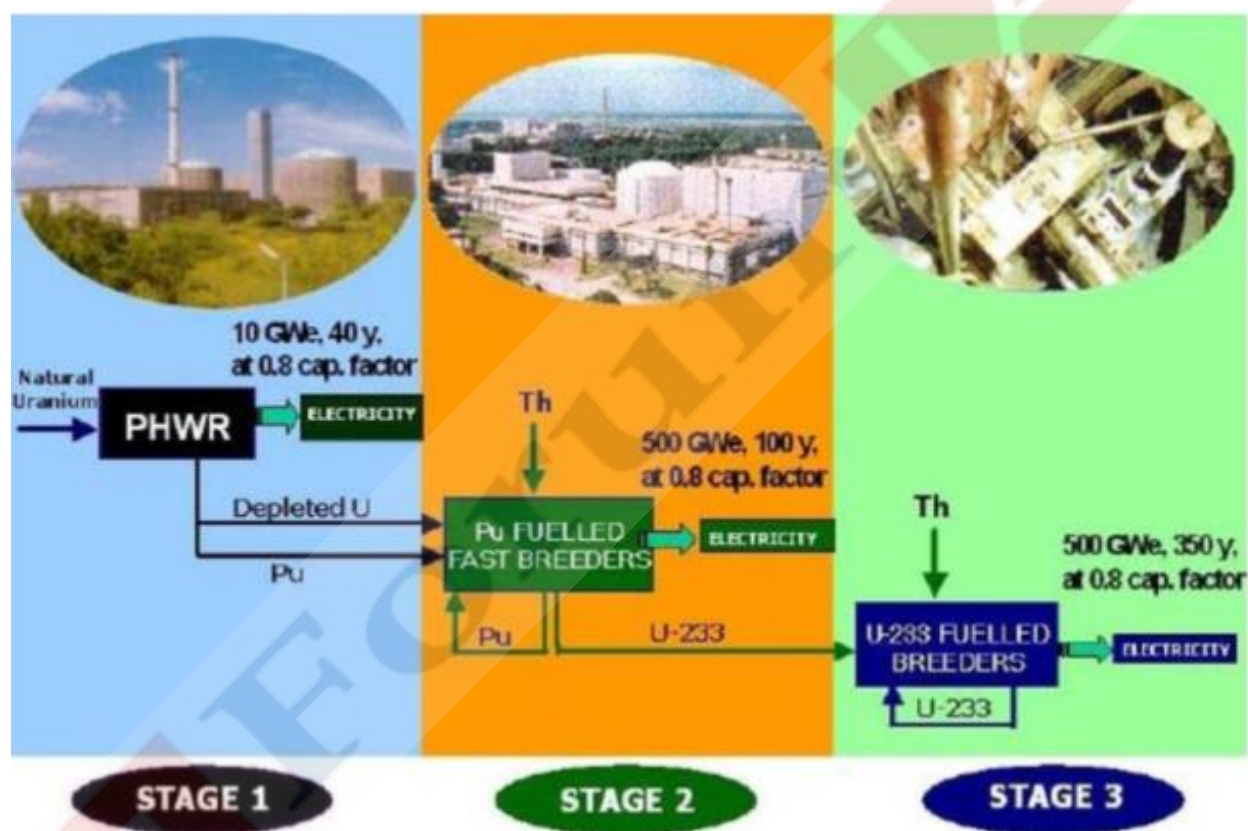 10 GWe, 40 y,
at 0.8 cap. factor
Natural
Uranium
PHWR
ELECTRICITY
Depleted U
Pu
Th
500 GWe, 100 y,
at 0.8 cap. factor
Pu FUELLED
FAST BREEDERS
ELECTRICITY
Pu
U-233
Th
500 GWe, 350 y,
at 0.8 cap. factor
U-233 FUELLED
BREEDERS
ELECTRICITY
U-233
STAGE 1
STAGE 2
STAGE 3